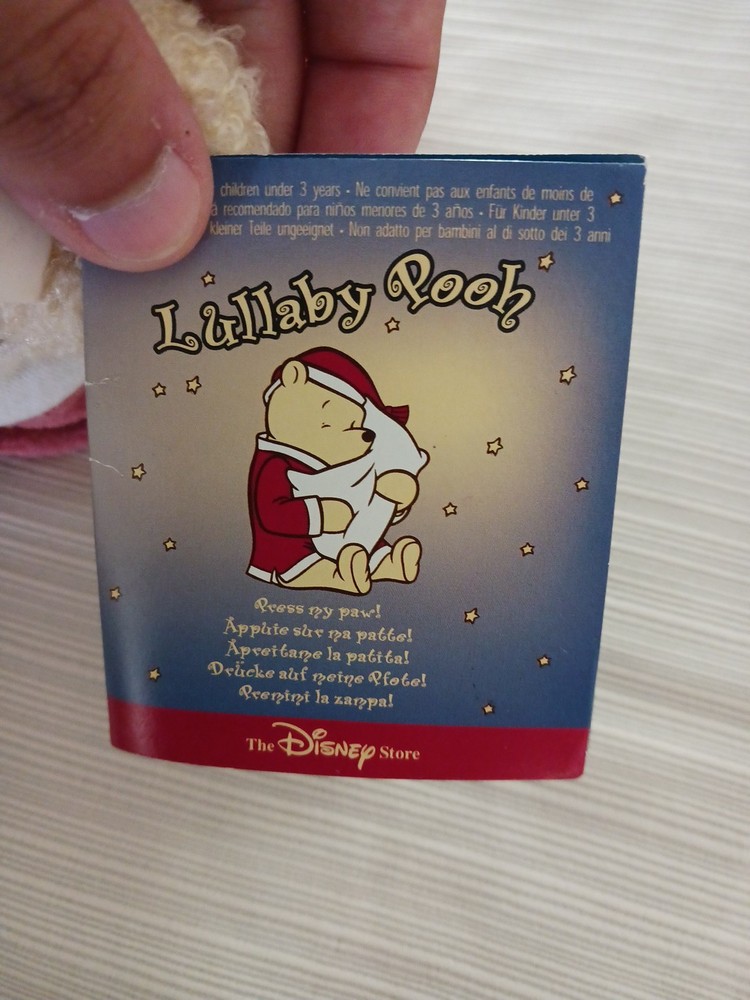 children under 3 years - Ne convient pas aux enfants de moins de
recomendado para niños menores de 3 años - Für Kinder unter 3
kleiner Teile ungeeignet - Non adatto per bambini al di sotto dei 3 anni
Lullaby Pooh
Press my paw!
Appuie sur ma patte!
Apreitame la patita!
Drücke auf meine Pfote!
Premimi la zampa!
The Disney Store